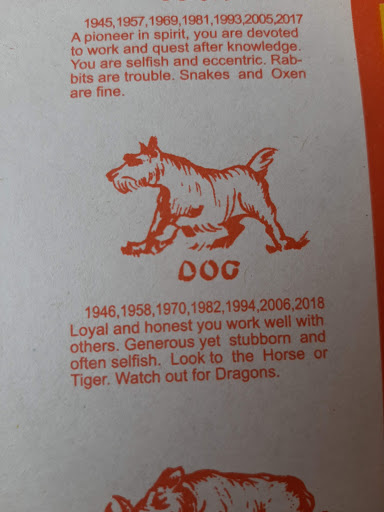 1945,1957,1969,1981,1993,2005,2017
A pioneer in spirit, you are devoted
to work and quest after knowledge.
You are selfish and eccentric. Rab-
bits are trouble. Snakes and Oxen
are fine.
DOG
1946,1958,1970,1982,1994,2006,2018
Loyal and honest you work well with
others. Generous yet stubborn and
often selfish. Look to the Horse or
Tiger. Watch out for Dragons.